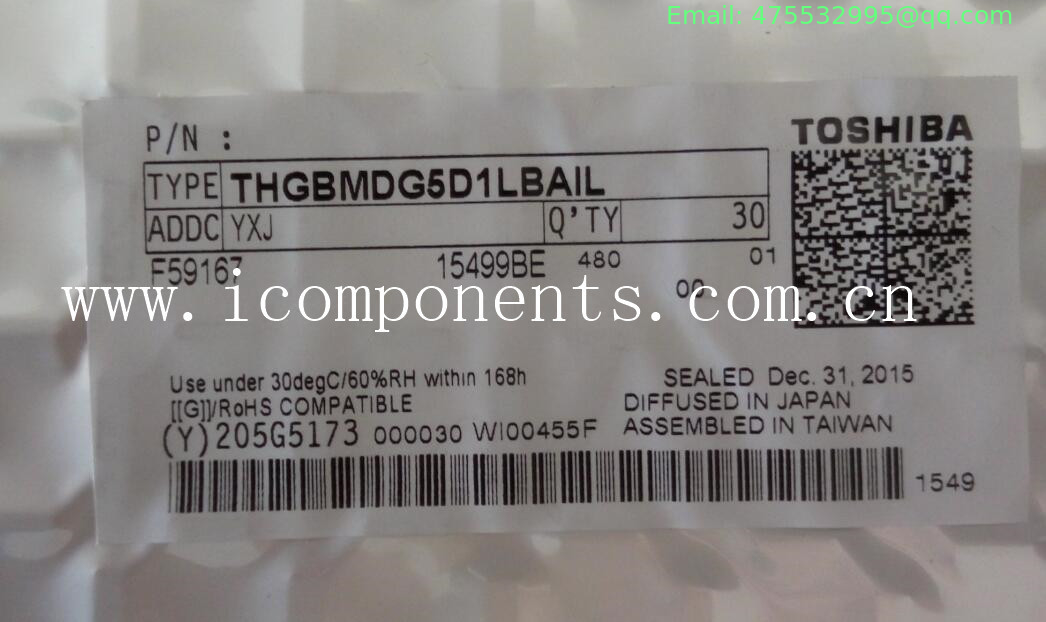 Email: 475532995@qq.com
P/N :
TOSHIBA
TYPE THGBMDG5D1LBAIL
ADDC YXJ Q'TY 30
F59167 15499BE 480 01
00
www.icomponents.com.cn
Use under 30degC/60%RH within 168h
SEALED Dec. 31, 2015
[[G]]/RoHS COMPATIBLE
DIFFUSED IN JAPAN
(Y)205G5173 000030 WI00455F
ASSEMBLED IN TAIWAN
1549